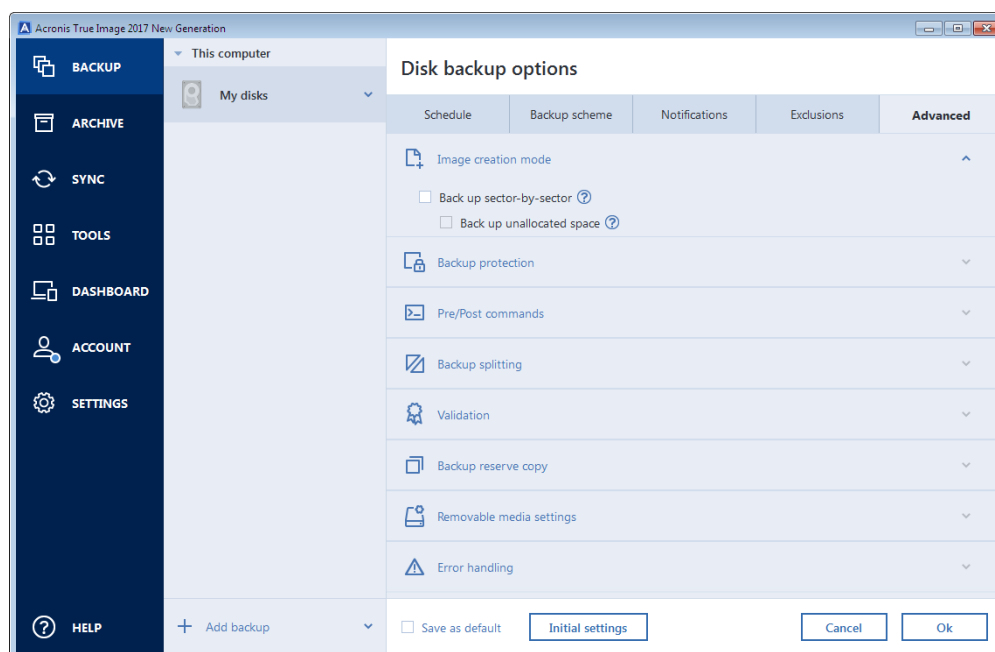 Acronis True Image 2017 New Generation
BACKUP
ARCHIVE
SYNC
TOOLS
DASHBOARD
ACCOUNT
SETTINGS
HELP
This computer
My disks
Add backup
Disk backup options
Schedule
Backup scheme
Notifications
Exclusions
Advanced
Image creation mode
Back up sector-by-sector ?
Back up unallocated space ?
Backup protection
Pre/Post commands
Backup splitting
Validation
Backup reserve copy
Removable media settings
Error handling
Save as default
Initial settings
Cancel
Ok